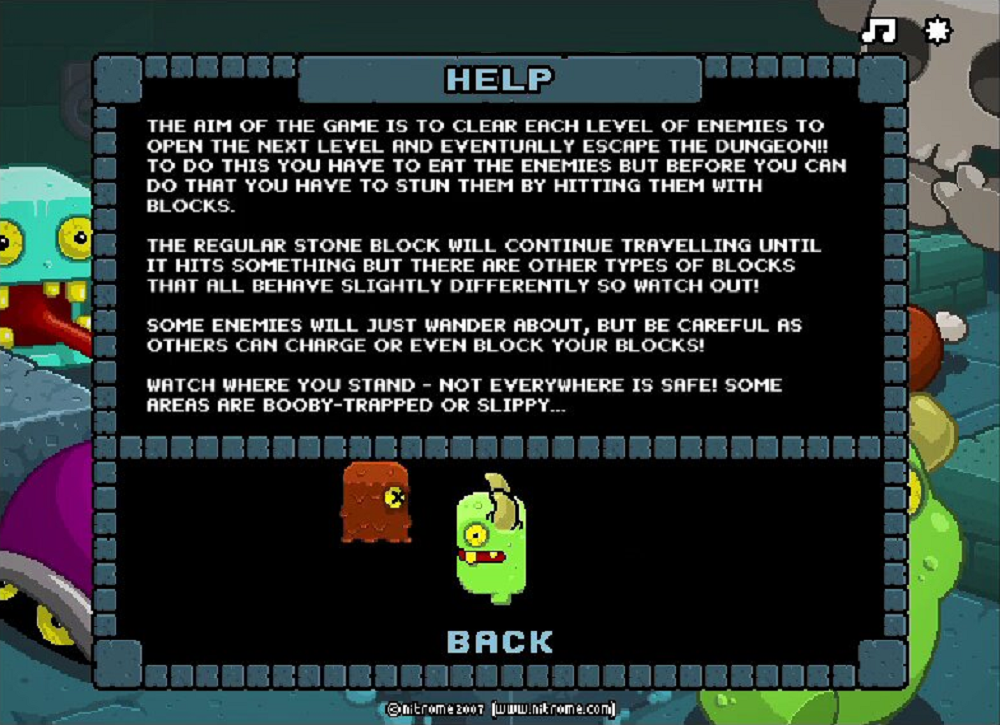 HELP
THE AIM OF THE GAME IS TO CLEAR EACH LEVEL OF ENEMIES TO
OPEN THE NEXT LEVEL AND EVENTUALLY ESCAPE THE DUNGEON!!
TO DO THIS YOU HAVE TO EAT THE ENEMIES BUT BEFORE YOU CAN
DO THAT YOU HAVE TO STUN THEM BY HITTING THEM WITH
BLOCKS.
THE REGULAR STONE BLOCK WILL CONTINUE TRAVELLING UNTIL
IT HITS SOMETHING BUT THERE ARE OTHER TYPES OF BLOCKS
THAT ALL BEHAVE SLIGHTLY DIFFERENTLY SO WATCH OUT!
SOME ENEMIES WILL JUST WANDER ABOUT, BUT BE CAREFUL AS
OTHERS CAN CHARGE OR EVEN BLOCK YOUR BLOCKS!
WATCH WHERE YOU STAND - NOT EVERYWHERE IS SAFE! SOME
AREAS ARE BOOBY-TRAPPED OR SLIPPY...
BACK
©nitrome2007 [www.nitrome.com]